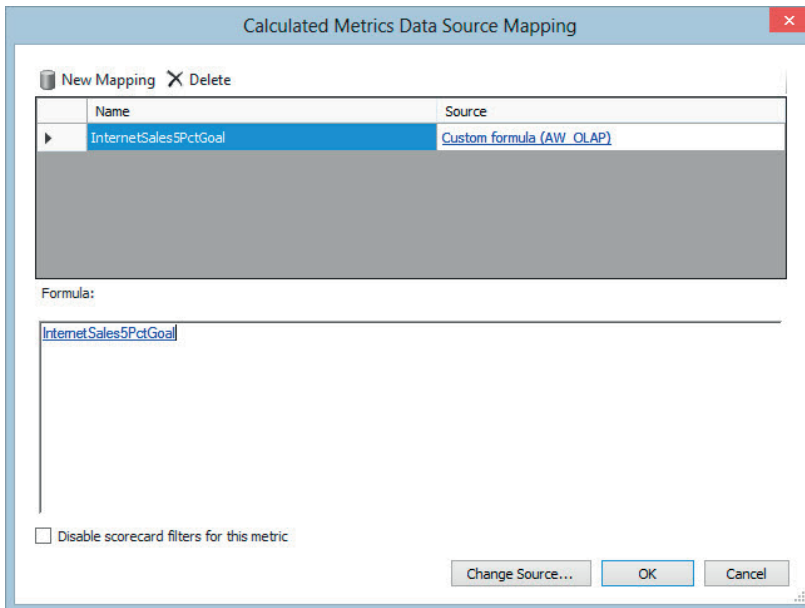 Calculated Metrics Data Source Mapping
New Mapping Delete
Name Source
InternetSales5PctGoal Custom formula (AW_OLAP)
Formula:
InternetSales5PctGoal
Disable scorecard filters for this metric
Change Source... OK Cancel